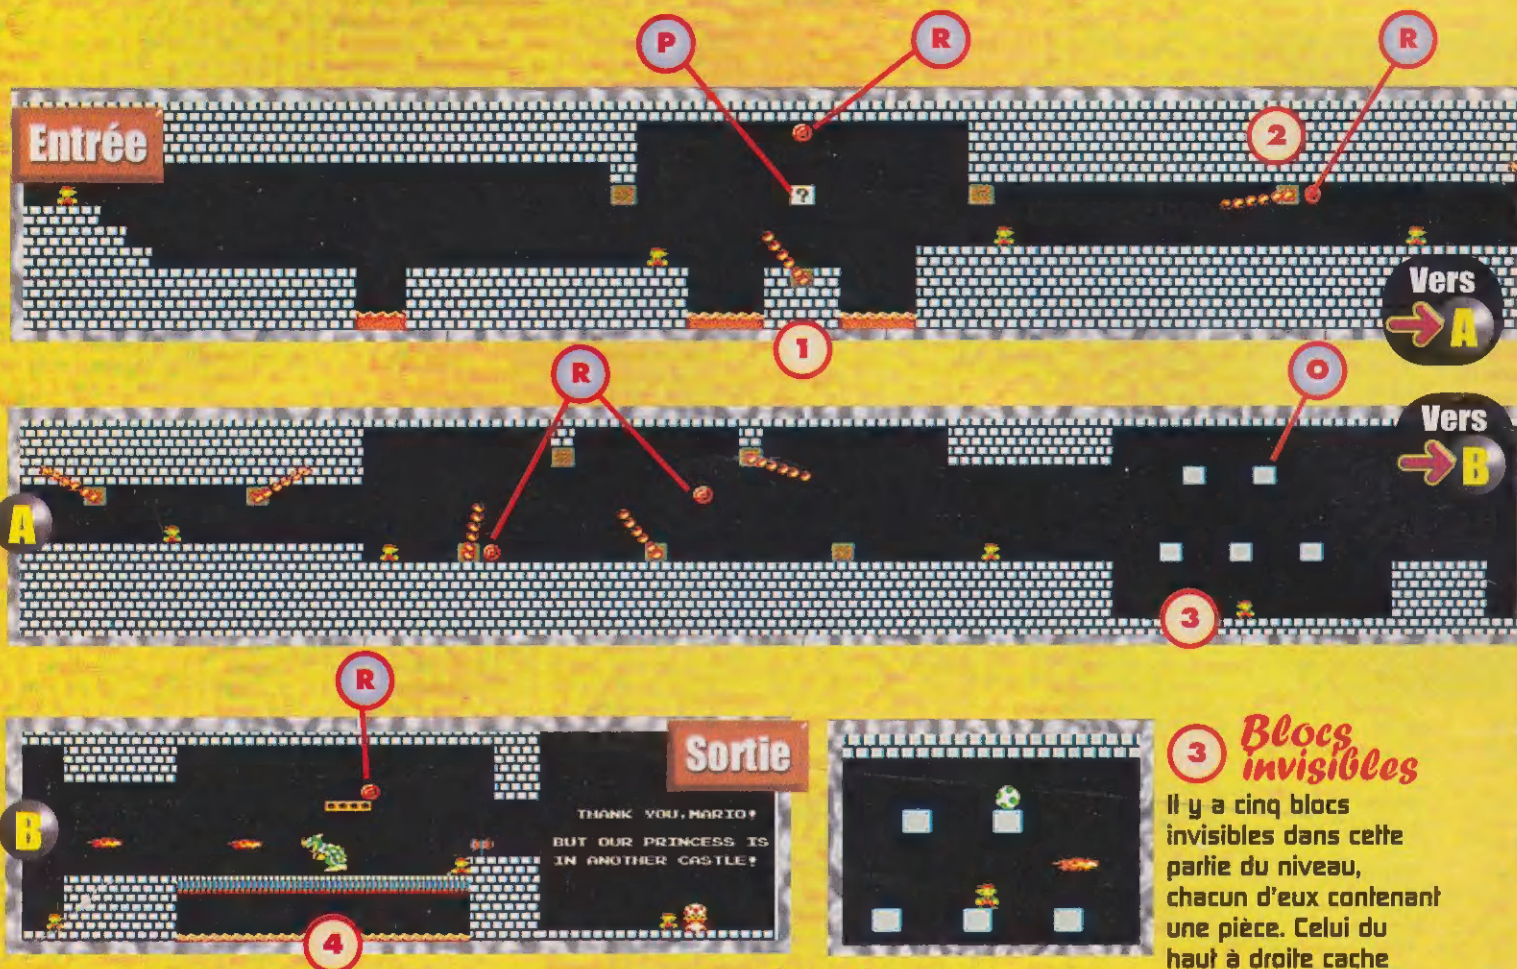 P
R
R
Entrée
2
?
Vers
A
1
R
O
Vers
B
A
3
R
Sortie
B
THANK YOU, MARIO!
BUT OUR PRINCESS IS
IN ANOTHER CASTLE!
4
3 Blocs
invisibles
Il y a cinq blocs
invisibles dans cette
partie du niveau,
chacun d'eux contenant
une pièce. Celui du
haut à droite cache